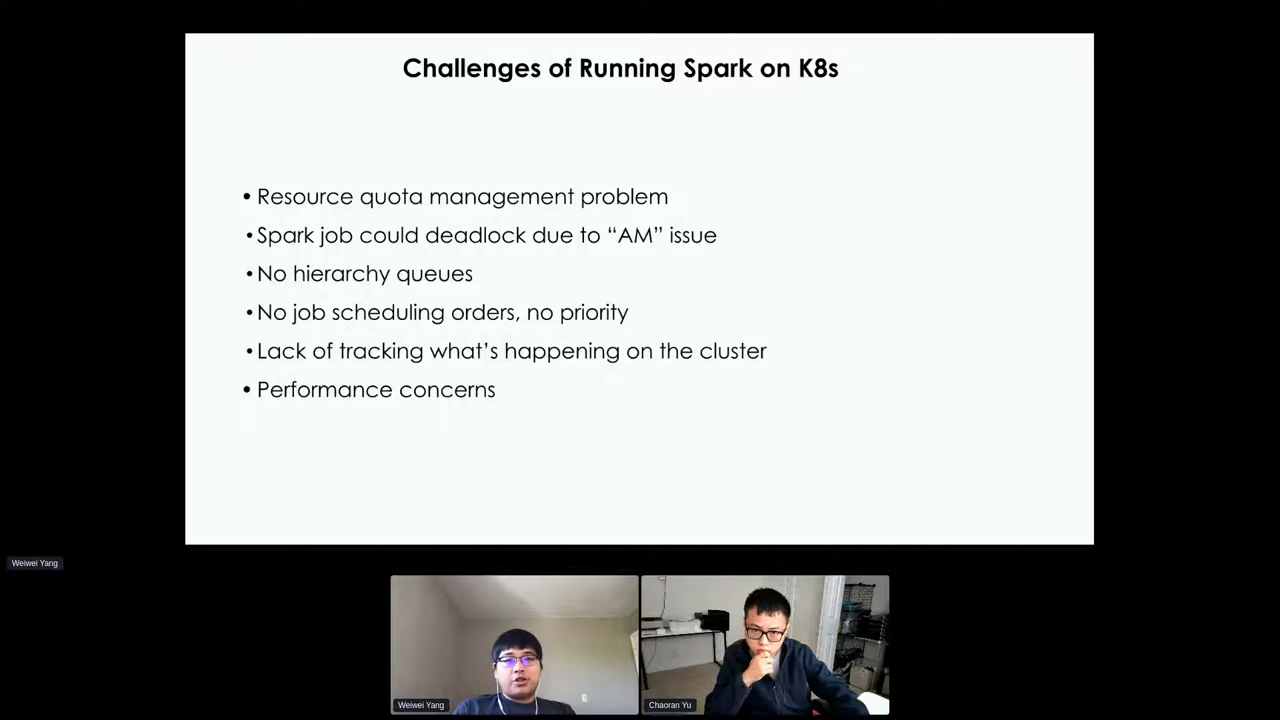 Challenges of Running Spark on K8s
• Resource quota management problem
• Spark job could deadlock due to “AM” issue
• No hierarchy queues
• No job scheduling orders, no priority
• Lack of tracking what’s happening on the cluster
• Performance concerns
Weiwei Yang
Weiwei Yang
Chaoran Yu